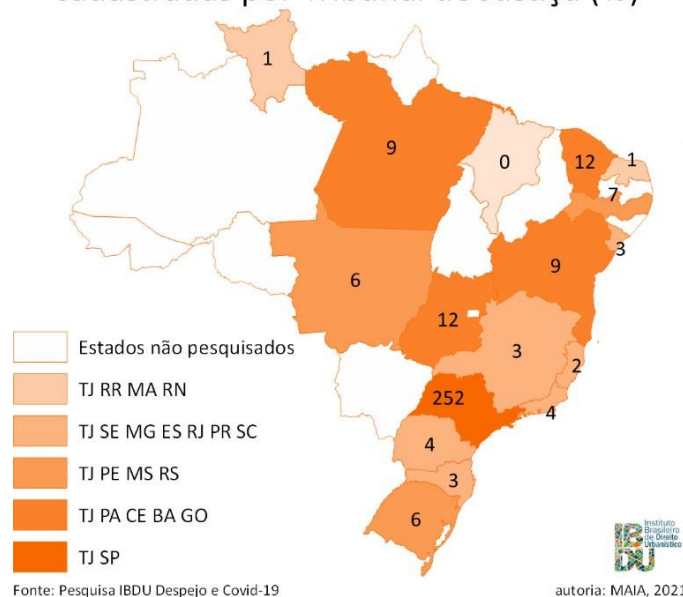 cadastradas por Tribunal de Justiça (%)
1
9
0
12
1
7
3
6
9
12
3
2
252
4
4
3
6
Estados não pesquisados
TJ RR MA RN
TJ SE MG ES RJ PR SC
TJ PE MS RS
TJ PA CE BA GO
TJ SP
IBDU
Instituto
Brasileiro
de Direito
Urbanístico
Fonte: Pesquisa IBDU Despejo e Covid-19
autoria: MAIA, 2021